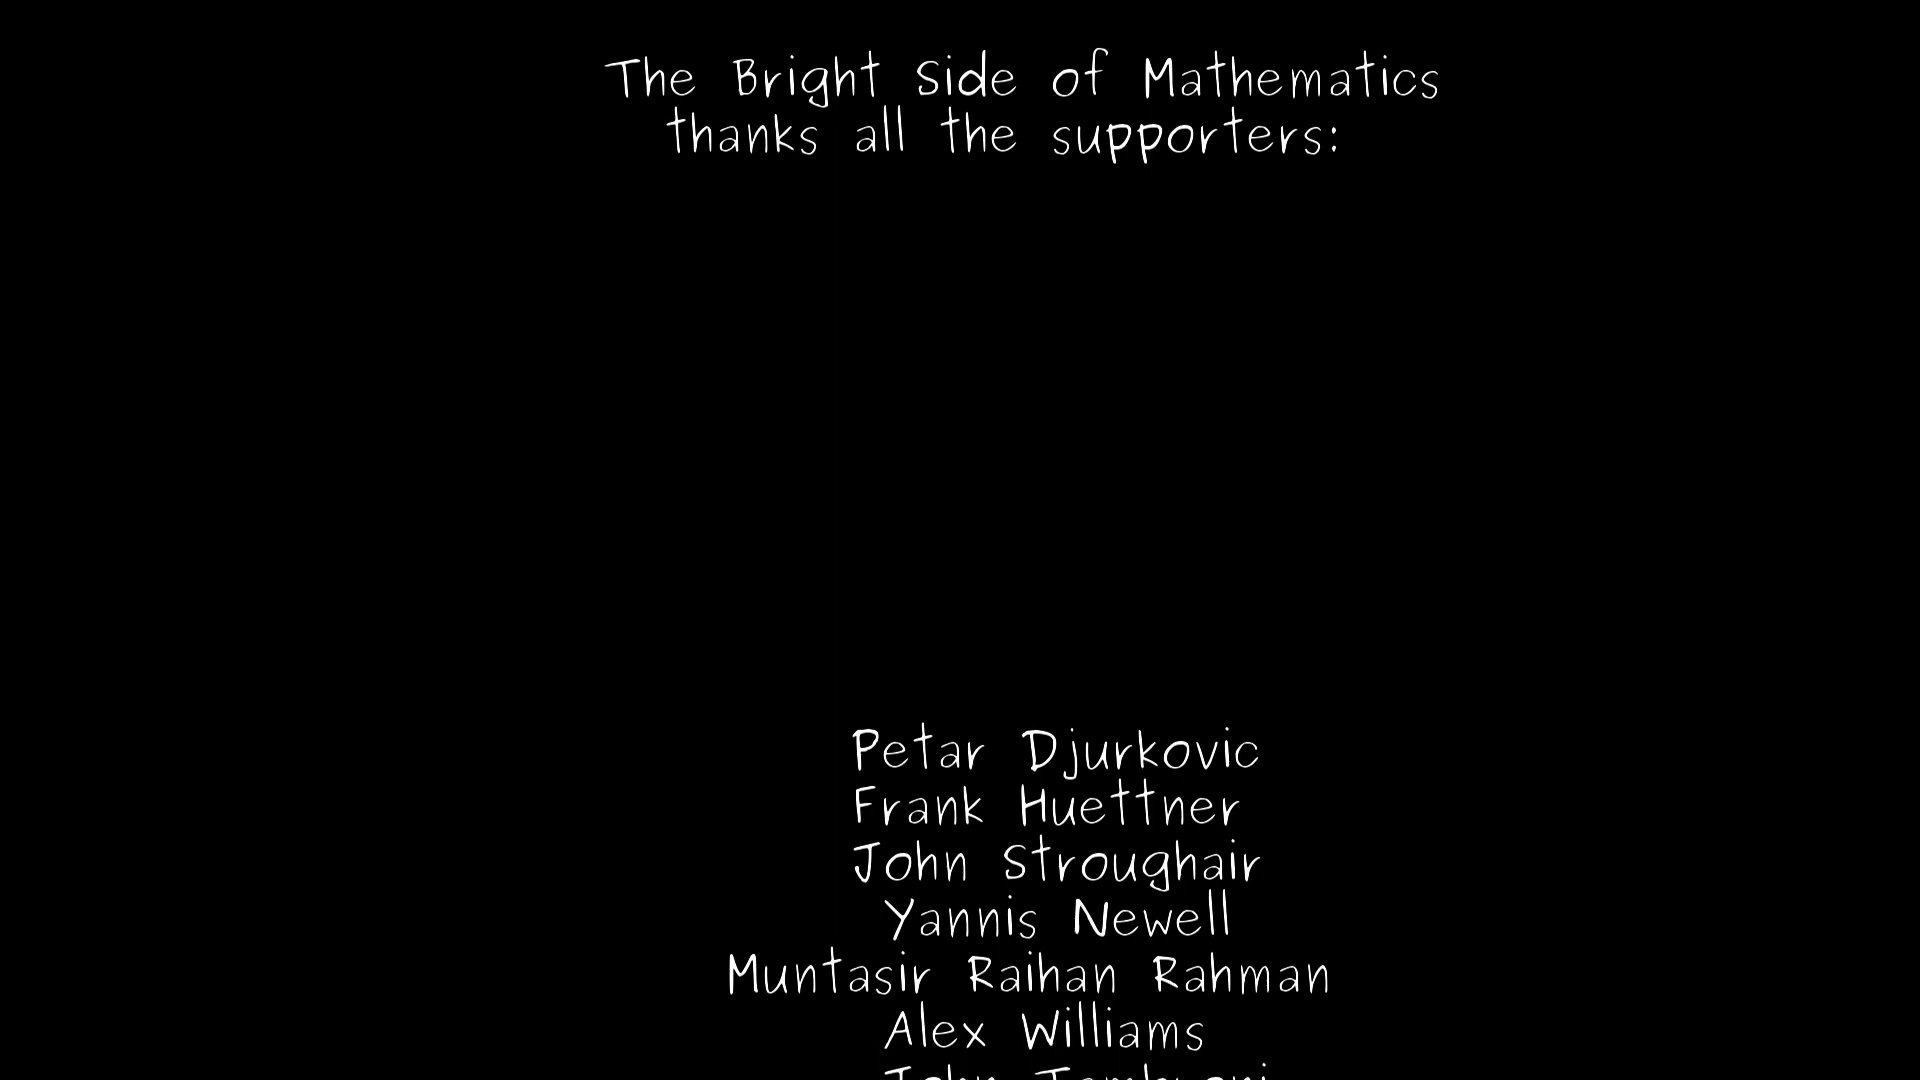 The Bright Side of Mathematics
thanks all the supporters:
Petar Djurkovic
Frank Huettner
John Stroughair
Yannis Newell
Muntasir Raihan Rahman
Alex Williams
John